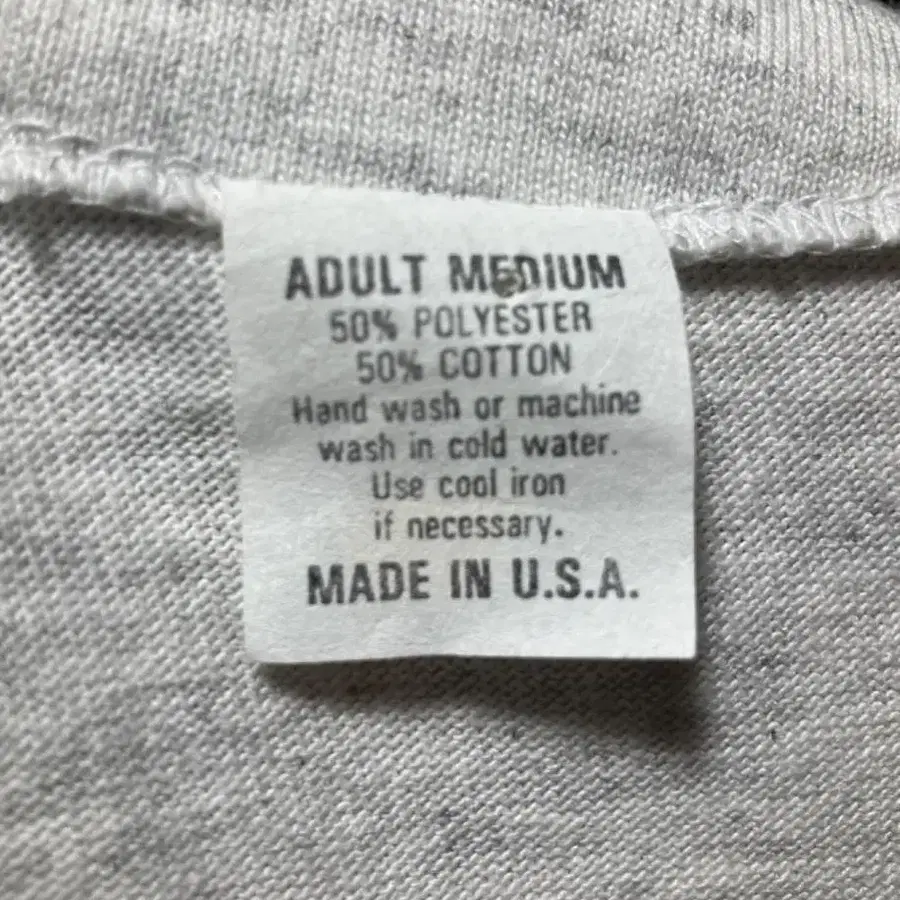 ADULT MEDIUM
50% POLYESTER
50% COTTON
Hand wash or machine
wash in cold water.
Use cool iron
if necessary.
MADE IN U.S.A.